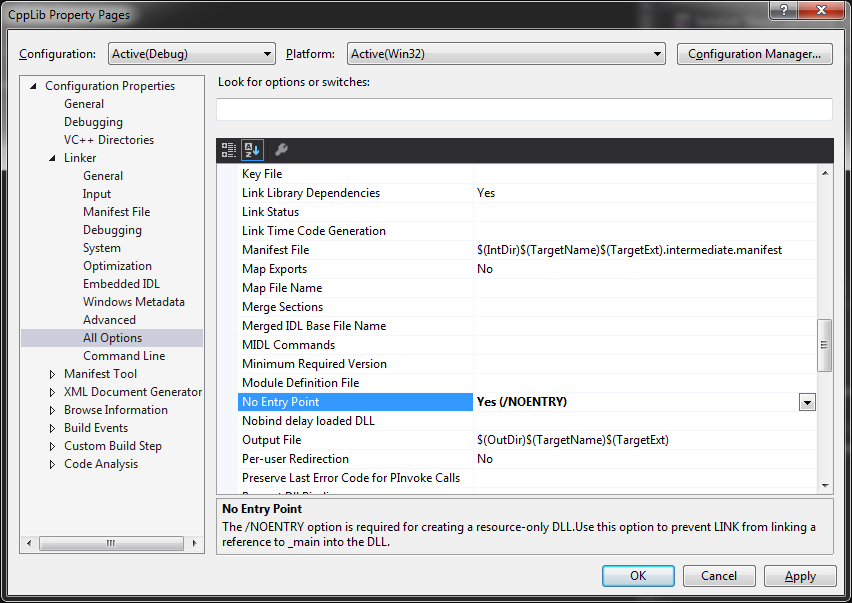 CppLib Property Pages
Configuration: Active(Debug) Platform: Active(Win32) Configuration Manager...
Configuration Properties
General
Debugging
VC++ Directories
Linker
General
Input
Manifest File
Debugging
System
Optimization
Embedded IDL
Windows Metadata
Advanced
All Options
Command Line
Manifest Tool
XML Document Generator
Browse Information
Build Events
Custom Build Step
Code Analysis
Look for options or switches:
Key File
Link Library Dependencies Yes
Link Status
Link Time Code Generation
Manifest File $(IntDir)$(TargetName)$(TargetExt).intermediate.manifest
Map Exports No
Map File Name
Merge Sections
Merged IDL Base File Name
MIDL Commands
Minimum Required Version
Module Definition File
No Entry Point Yes (/NOENTRY)
Nobind delay loaded DLL
Output File $(OutDir)$(TargetName)$(TargetExt)
Per-user Redirection No
Preserve Last Error Code for PInvoke Calls
No Entry Point
The /NOENTRY option is required for creating a resource-only DLL.Use this option to prevent LINK from linking a
reference to _main into the DLL.
OK Cancel Apply